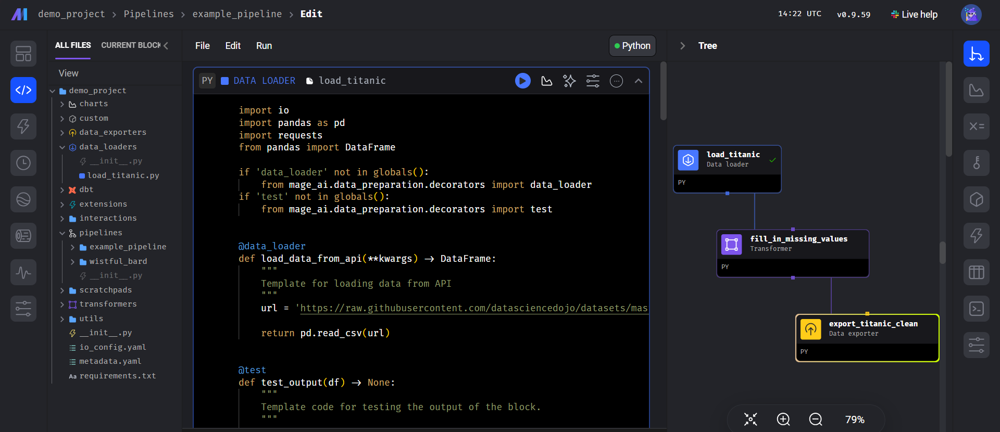 demo_project > Pipelines > example_pipeline > Edit
14:22 UTC
v0.9.59
Live help
ALL FILES
CURRENT BLOCK
View
demo_project
charts
custom
data_exporters
data_loaders
__init__.py
load_titanic.py
dbt
extensions
interactions
pipelines
example_pipeline
wistful_bard
__init__.py
scratchpads
transformers
utils
__init__.py
io_config.yaml
metadata.yaml
Aa requirements.txt
File Edit Run
Python
PY DATA LOADER load_titanic
import io
import pandas as pd
import requests
from pandas import DataFrame
if 'data_loader' not in globals():
from mage_ai.data_preparation.decorators import data_loader
if 'test' not in globals():
from mage_ai.data_preparation.decorators import test
@data_loader
def load_data_from_api(**kwargs) -> DataFrame:
"""
Template for loading data from API
"""
url = 'https://raw.githubusercontent.com/datasciencedojo/datasets/mas
return pd.read_csv(url)
@test
def test_output(df) -> None:
"""
Template code for testing the output of the block.
"""
Tree
load_titanic
Data loader
PY
fill_in_missing_values
Transformer
PY
export_titanic_clean
Data exporter
PY
79%